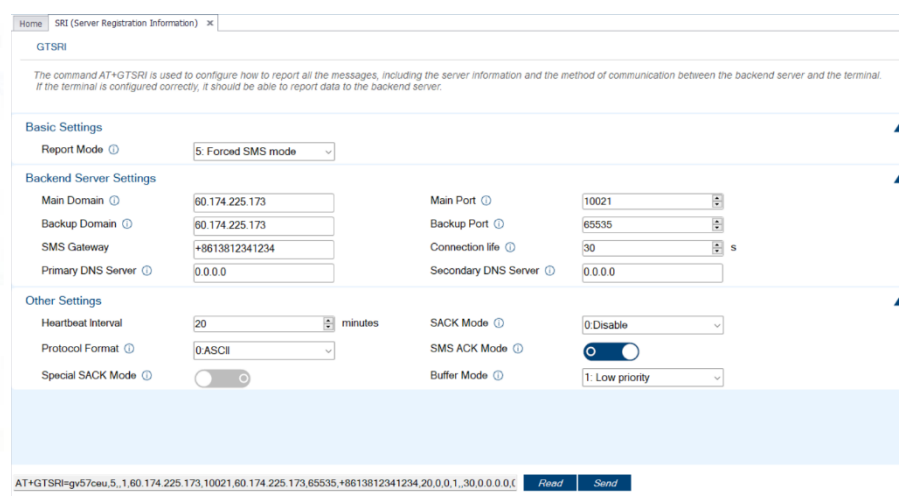 Home SRI (Server Registration Information) ×
GTSRI
The command AT+GTSRI is used to configure how to report all the messages, including the server information and the method of communication between the backend server and the terminal.
If the terminal is configured correctly, it should be able to report data to the backend server.
Basic Settings
Report Mode 5: Forced SMS mode
Backend Server Settings
Main Domain 60.174.225.173 Main Port 10021
Backup Domain 60.174.225.173 Backup Port 65535
SMS Gateway +8613812341234 Connection life 30 s
Primary DNS Server 0.0.0.0 Secondary DNS Server 0.0.0.0
Other Settings
Heartbeat Interval 20 minutes SACK Mode 0:Disable
Protocol Format 0:ASCII SMS ACK Mode
Special SACK Mode Buffer Mode 1: Low priority
AT+GTSRI=gv57ceu,5,,1,60.174.225.173,10021,60.174.225.173,65535,+8613812341234,20,0,0,1,,30,0.0.0.0, Read Send